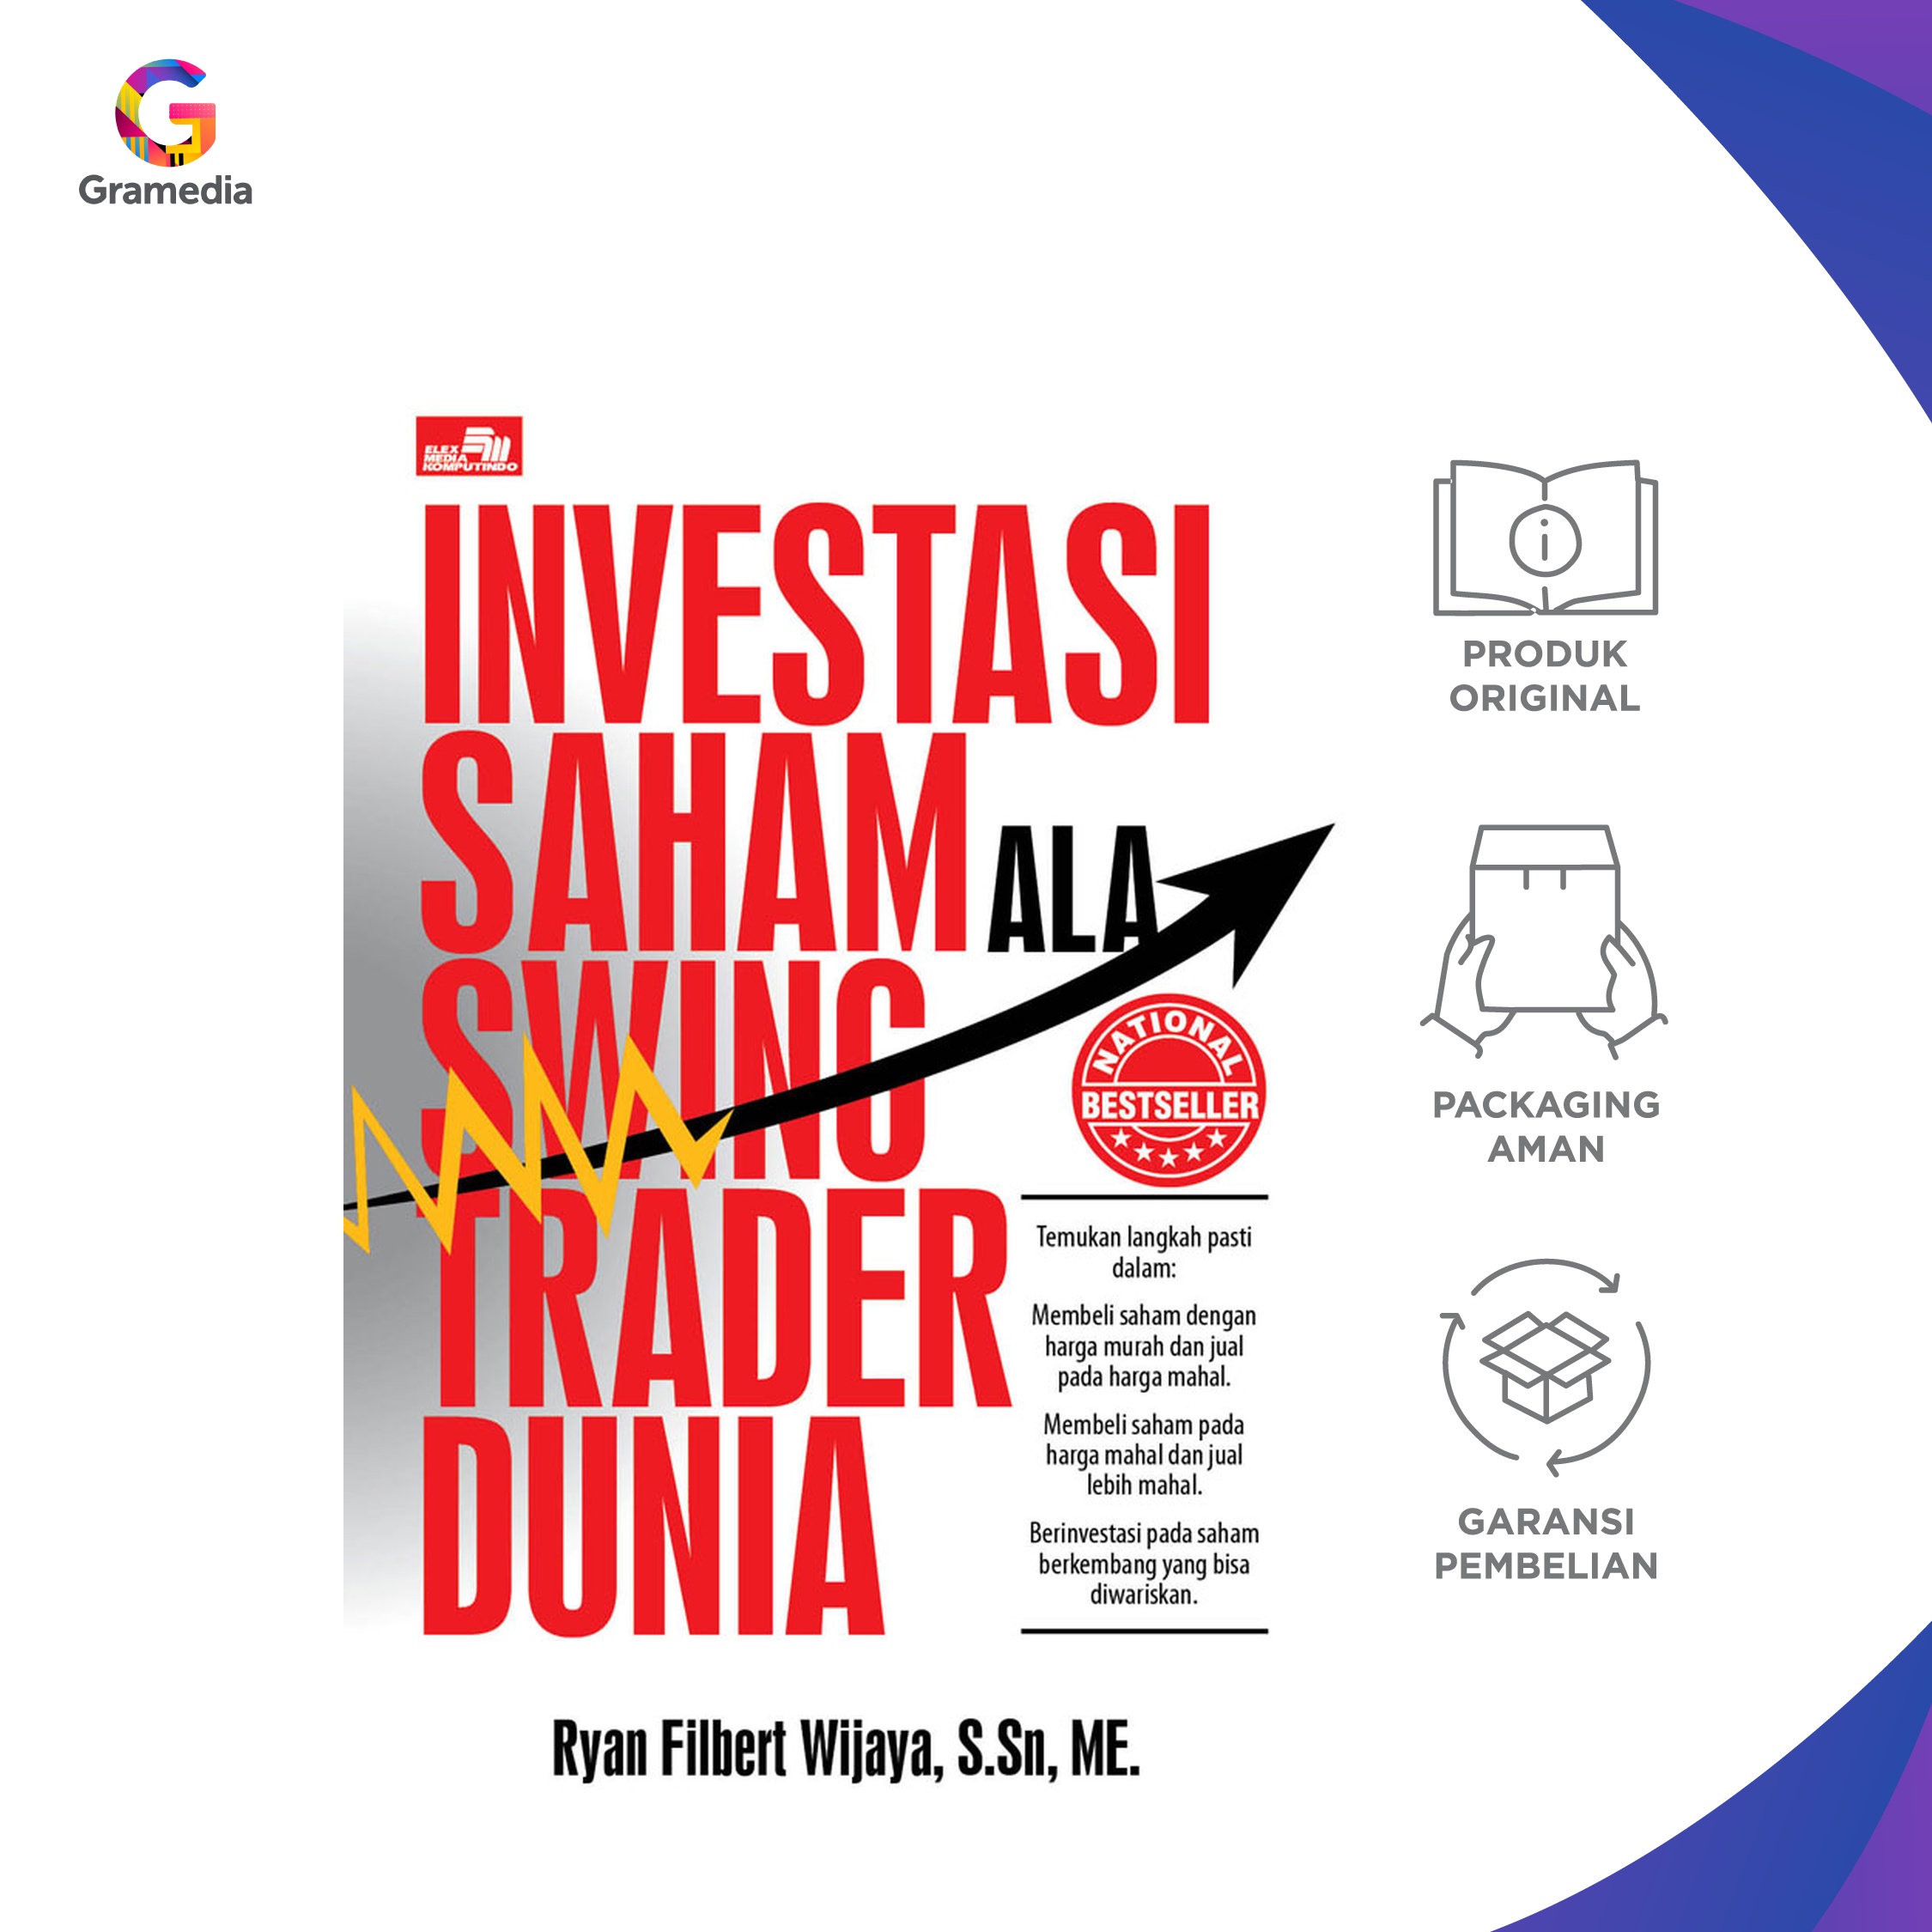 Gramedia
ELEX
MEDIA
KOMPUTINDO
INVESTASI
SAHAM ALA
SWING
TRADER
DUNIA
NATIONAL
BESTSELLER
Temukan langkah pasti
dalam:
Membeli saham dengan
harga murah dan jual
pada harga mahal.
Membeli saham pada
harga mahal dan jual
lebih mahal.
Berinvestasi pada saham
berkembang yang bisa
diwariskan.
Ryan Filbert Wijaya, S.Sn, ME.
PRODUK
ORIGINAL
PACKAGING
AMAN
GARANSI
PEMBELIAN